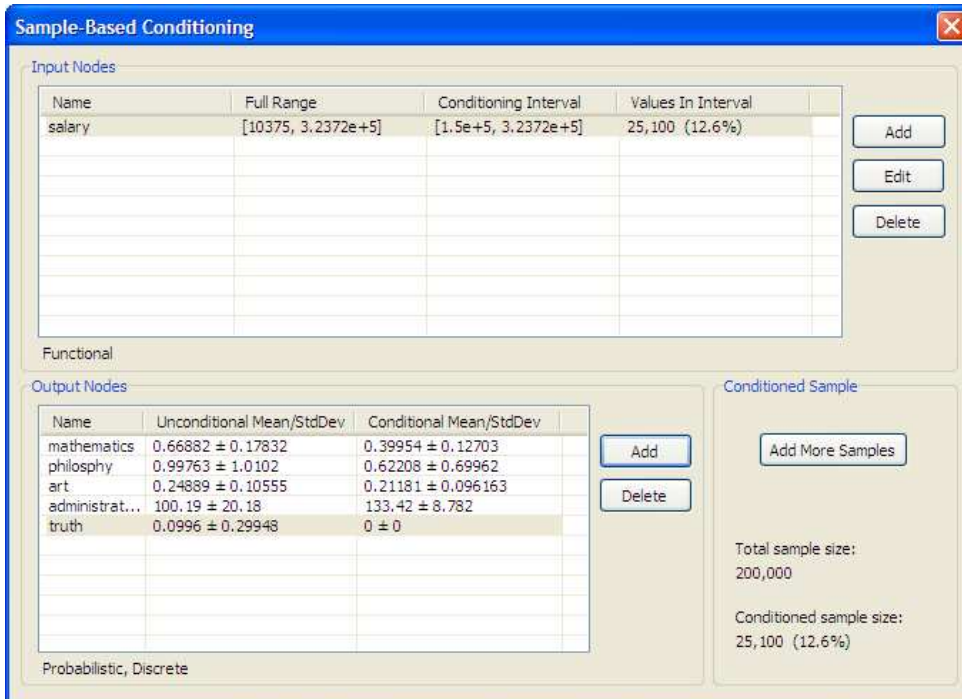 Sample-Based Conditioning
Input Nodes
Name Full Range Conditioning Interval Values In Interval
salary [10375, 3.2372e+5] [1.5e+5, 3.2372e+5] 25,100 (12.6%)
Add
Edit
Delete
Functional
Output Nodes
Name Unconditional Mean/StdDev Conditional Mean/StdDev
mathematics 0.66882 ± 0.17832 0.39954 ± 0.12703
philosphy 0.99763 ± 1.0102 0.62208 ± 0.69962
art 0.24889 ± 0.10555 0.21181 ± 0.096163
administrat... 100.19 ± 20.18 133.42 ± 8.782
truth 0.0996 ± 0.29948 0 ± 0
Add
Delete
Probabilistic, Discrete
Conditioned Sample
Add More Samples
Total sample size:
200,000
Conditioned sample size:
25,100 (12.6%)